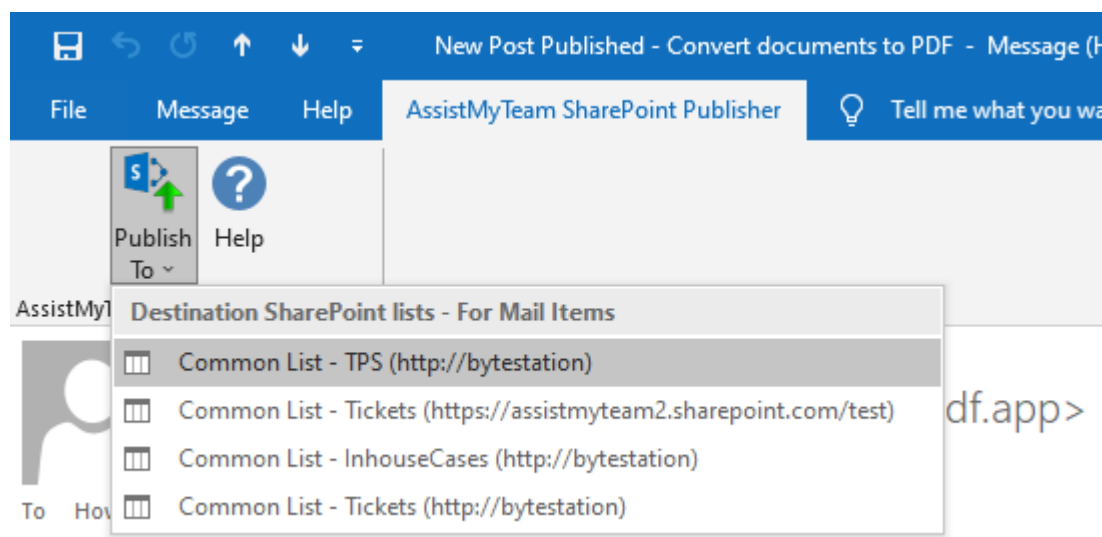 New Post Published - Convert documents to PDF - Message (H
File Message Help AssistMyTeam SharePoint Publisher Tell me what you wa
S
Publish To
?
Help
AssistMyT
Destination SharePoint lists - For Mail Items
Common List - TPS (http://bytestation)
Common List - Tickets (https://assistmyteam2.sharepoint.com/test)
df.app>
Common List - InhouseCases (http://bytestation)
To Hov
Common List - Tickets (http://bytestation)